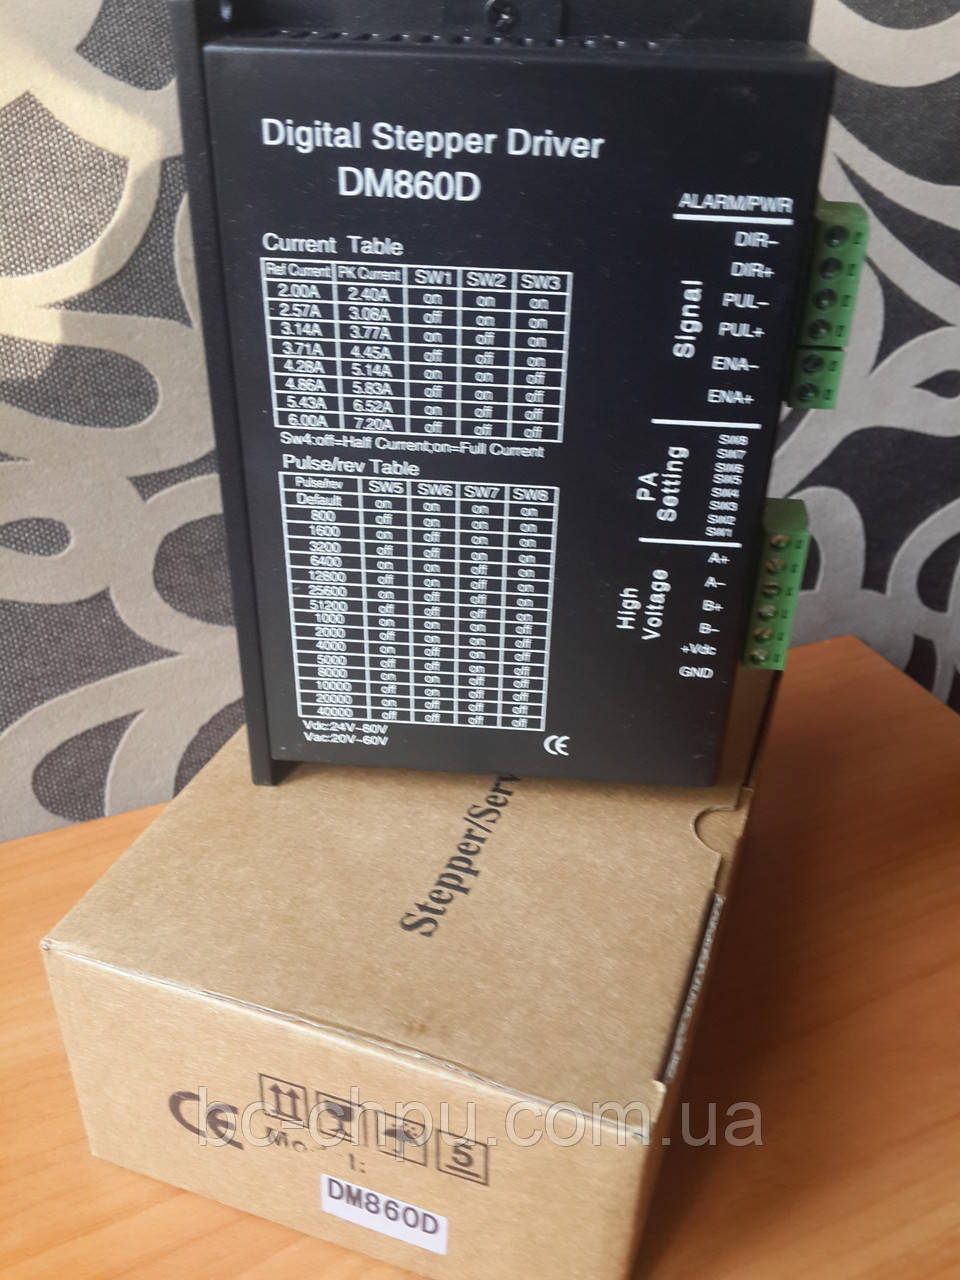 Digital Stepper Driver
DM860D
Current Table
Ref Current PK Current SW1 SW2 SW3
2.00A 2.40A on on on
2.57A 3.08A off on on
3.14A 3.77A on off on
3.71A 4.45A off off on
4.28A 5.14A on on off
4.86A 5.83A off on off
5.43A 6.52A on off off
6.00A 7.20A off off off
Sw4:off=Half Current;on=Full Current
Pulse/rev Table
Pulse/rev SW5 SW6 SW7 SW8
Default on on on on
800 off on on on
1600 on off on on
3200 off off on on
6400 on on off on
12800 off on off on
25600 on off off on
51200 off off off on
1000 on on on off
2000 off on on off
4000 on off on off
5000 off off on off
8000 on on off off
10000 off on off off
20000 on off off off
40000 off off off off
Vdc:24V~80V
Vac:20V~60V
CE
ALARM/PWR
DIR-
DIR+
PUL-
PUL+
ENA-
ENA+
Signal
SW8
SW7
SW6
SW5
SW4
SW3
SW2
SW1
PA
Setting
A+
A-
B+
B-
+Vdc
GND
High
Voltage
Stepper/Serv
CE
5
bc-chpu.com.ua
DM860D